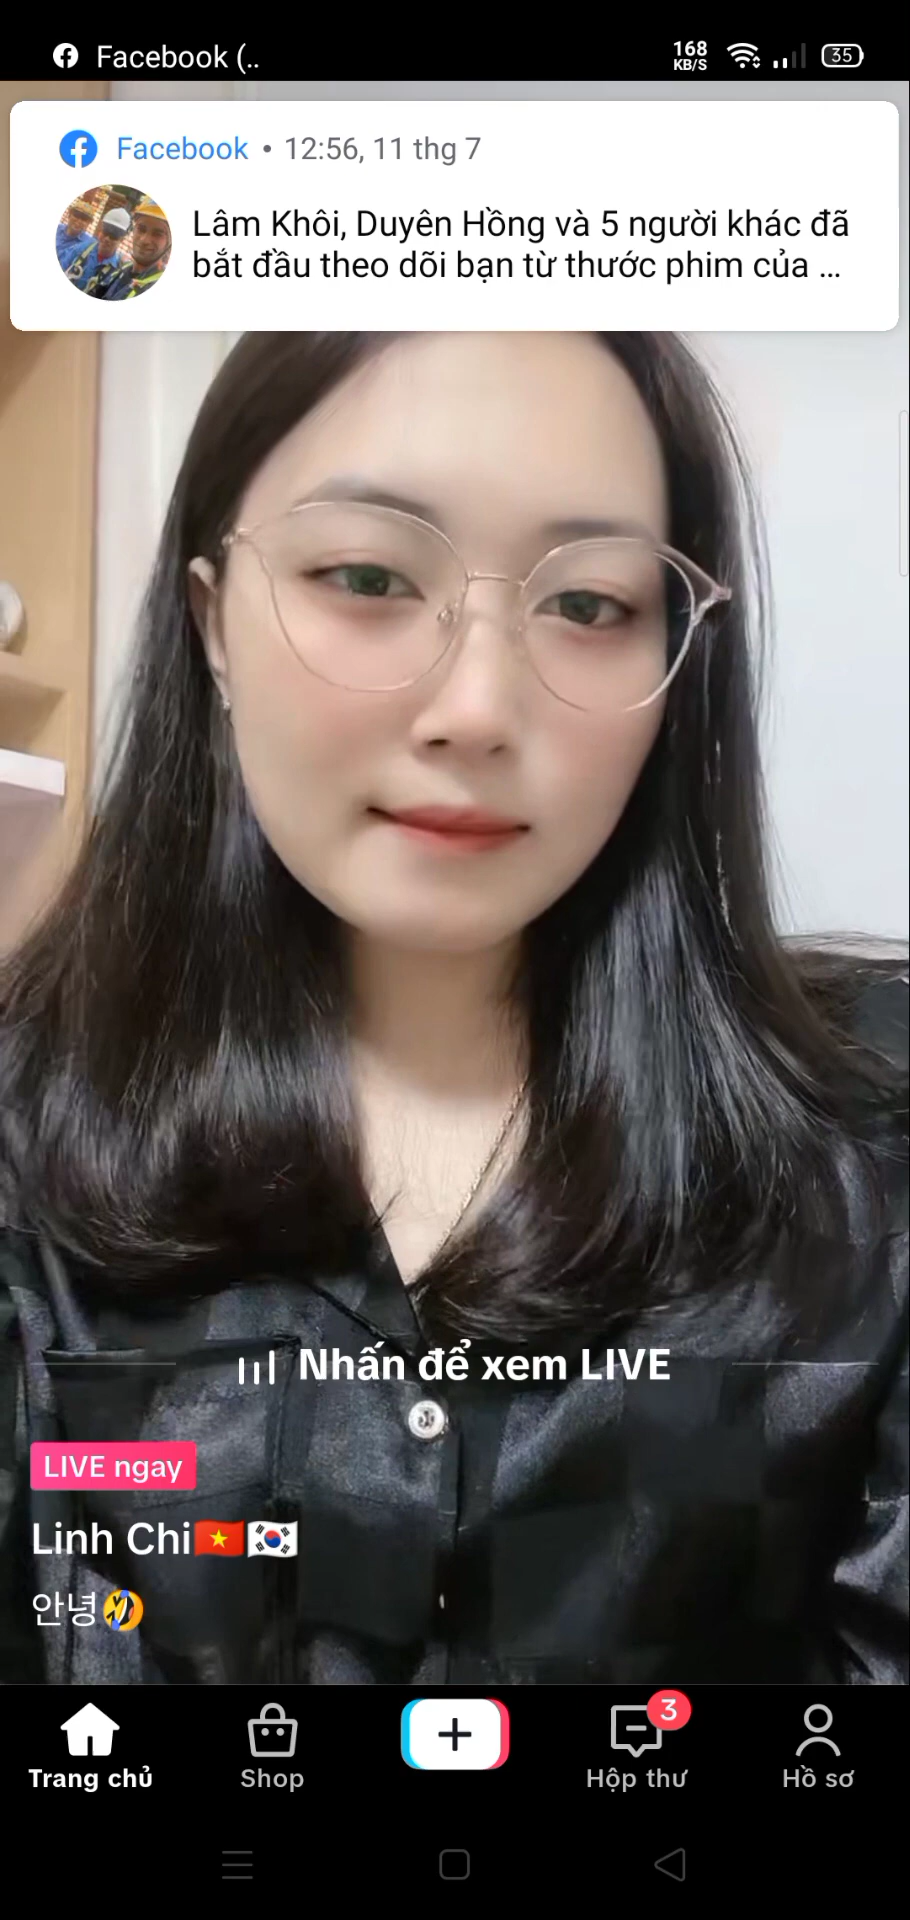 Facebook (..
168
KB/S
35
Facebook • 12:56, 11 thg 7
Lâm Khôi, Duyên Hồng và 5 người khác đã
bắt đầu theo dõi bạn từ thước phim của ...
Nhấn để xem LIVE
LIVE ngay
Linh Chi🇻🇳🇰🇷
안녕🤣
3
Trang chủ
Shop
Hộp thư
Hồ sơ